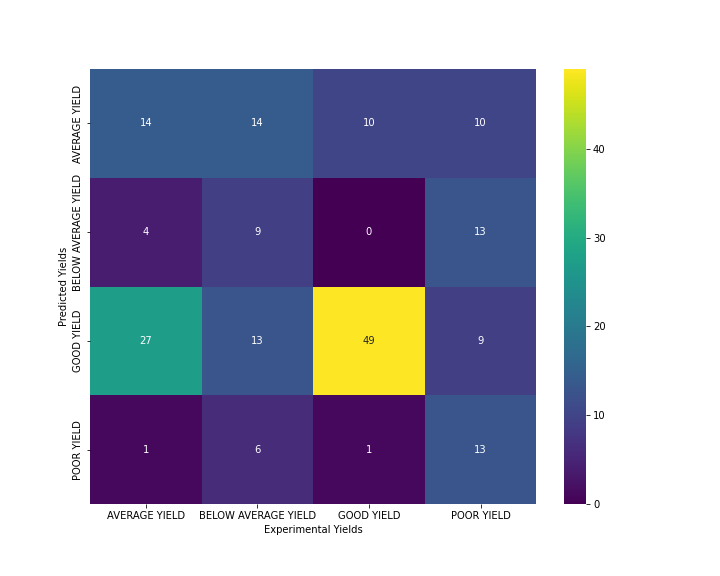 Predicted Yields
AVERAGE YIELD
14 14 10 10
BELOW AVERAGE YIELD
4 9 0 13
GOOD YIELD
27 13 49 9
POOR YIELD
1 6 1 13
AVERAGE YIELD BELOW AVERAGE YIELD GOOD YIELD POOR YIELD
Experimental Yields
40
30
20
10
0